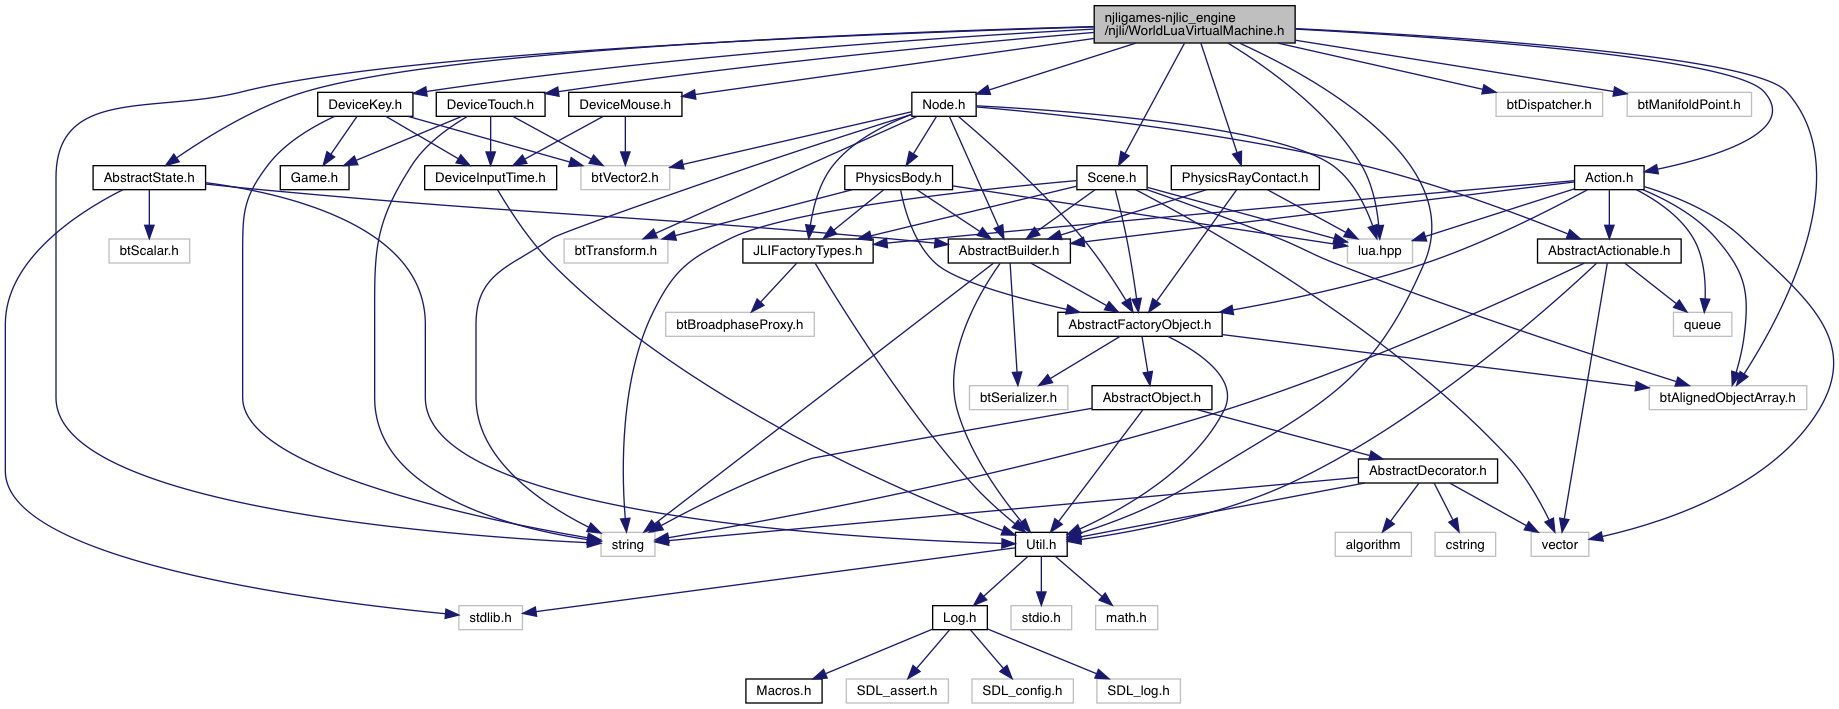 njligames-njlic_engine
/njli/WorldLuaVirtualMachine.h
DeviceKey.h
DeviceTouch.h
DeviceMouse.h
Node.h
btDispatcher.h
btManifoldPoint.h
AbstractState.h
Game.h
DeviceInputTime.h
btVector2.h
PhysicsBody.h
Scene.h
PhysicsRayContact.h
Action.h
btScalar.h
btTransform.h
JLIFactoryTypes.h
AbstractBuilder.h
lua.hpp
AbstractActionable.h
btBroadphaseProxy.h
AbstractFactoryObject.h
queue
btSerializer.h
AbstractObject.h
btAlignedObjectArray.h
AbstractDecorator.h
string
Util.h
algorithm
cstring
vector
stdlib.h
Log.h
stdio.h
math.h
Macros.h
SDL_assert.h
SDL_config.h
SDL_log.h